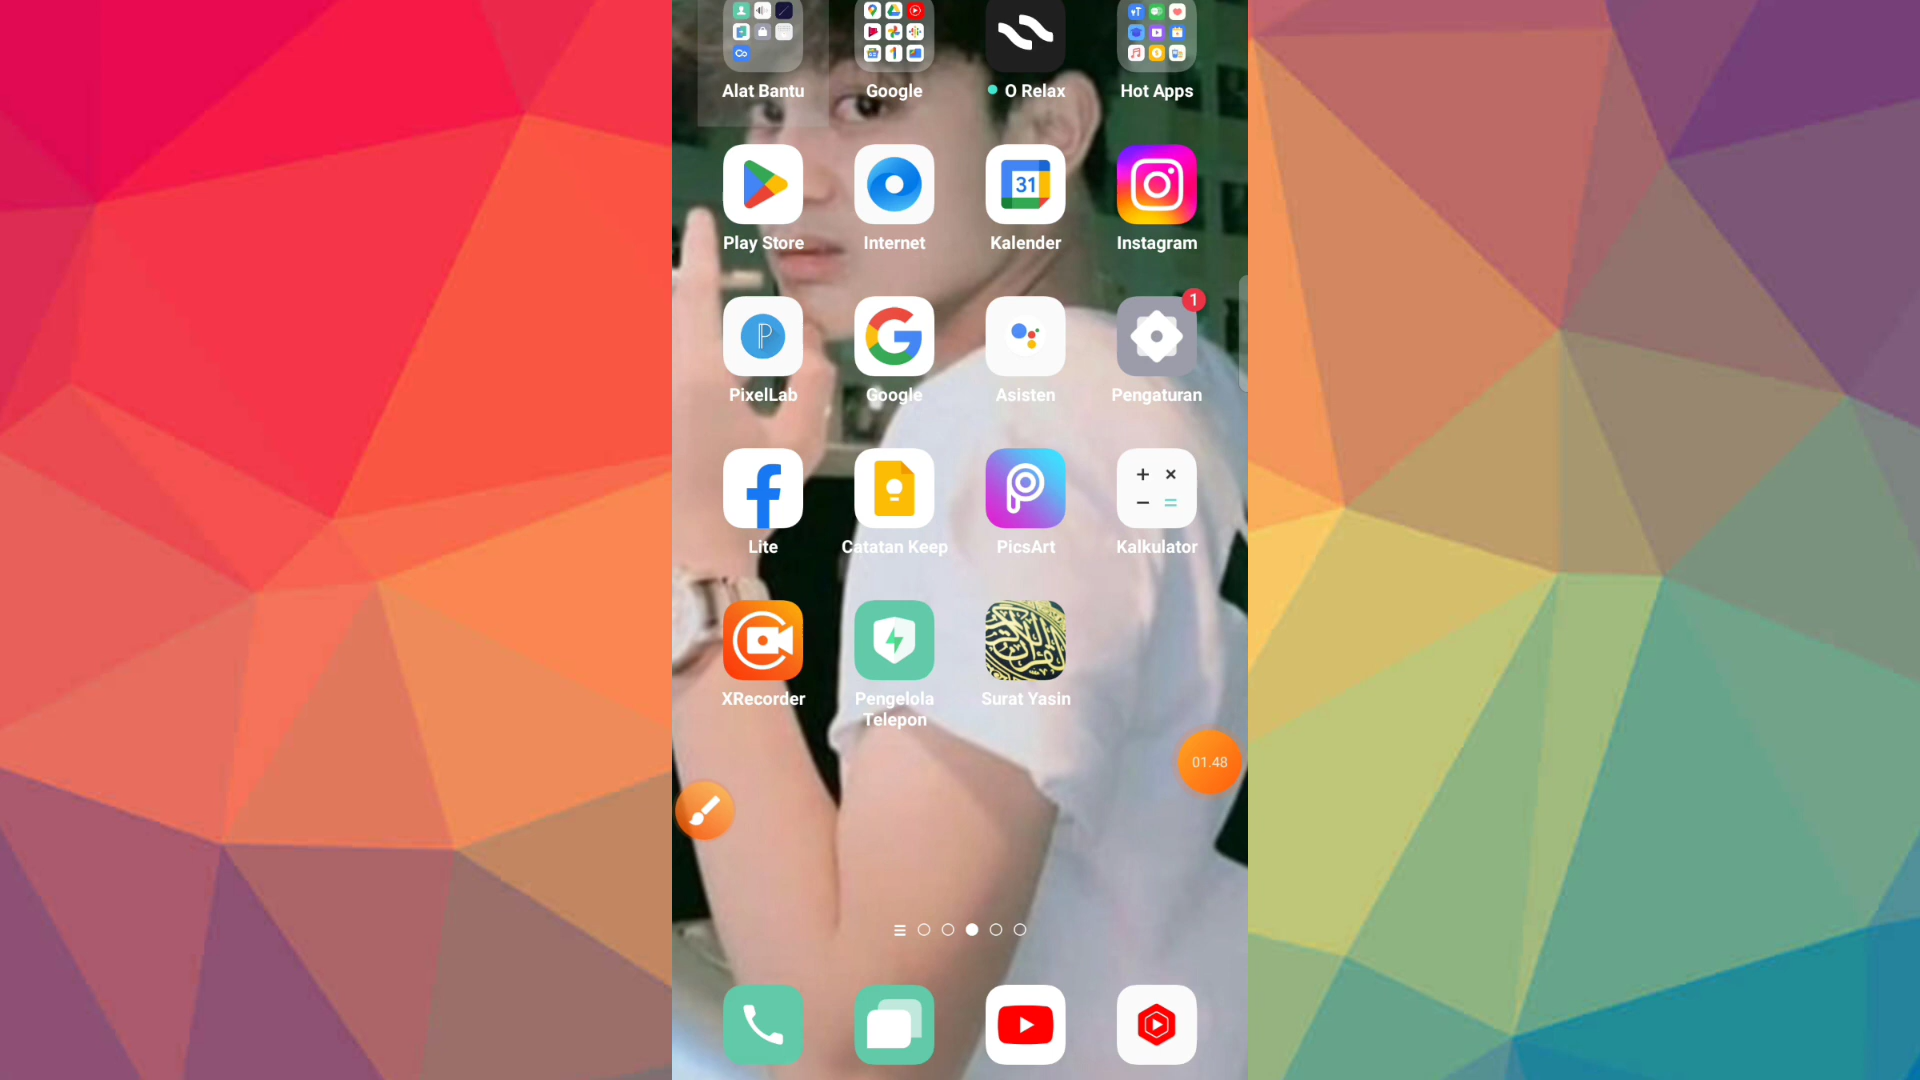 Alat Bantu
Google
O Relax
Hot Apps
Play Store
Internet
31
Kalender
Instagram
PixelLab
Google
Asisten
1
Pengaturan
Lite
Catatan Keep
PicsArt
Kalkulator
XRecorder
Pengelola
Telepon
Surat Yasin
01.48